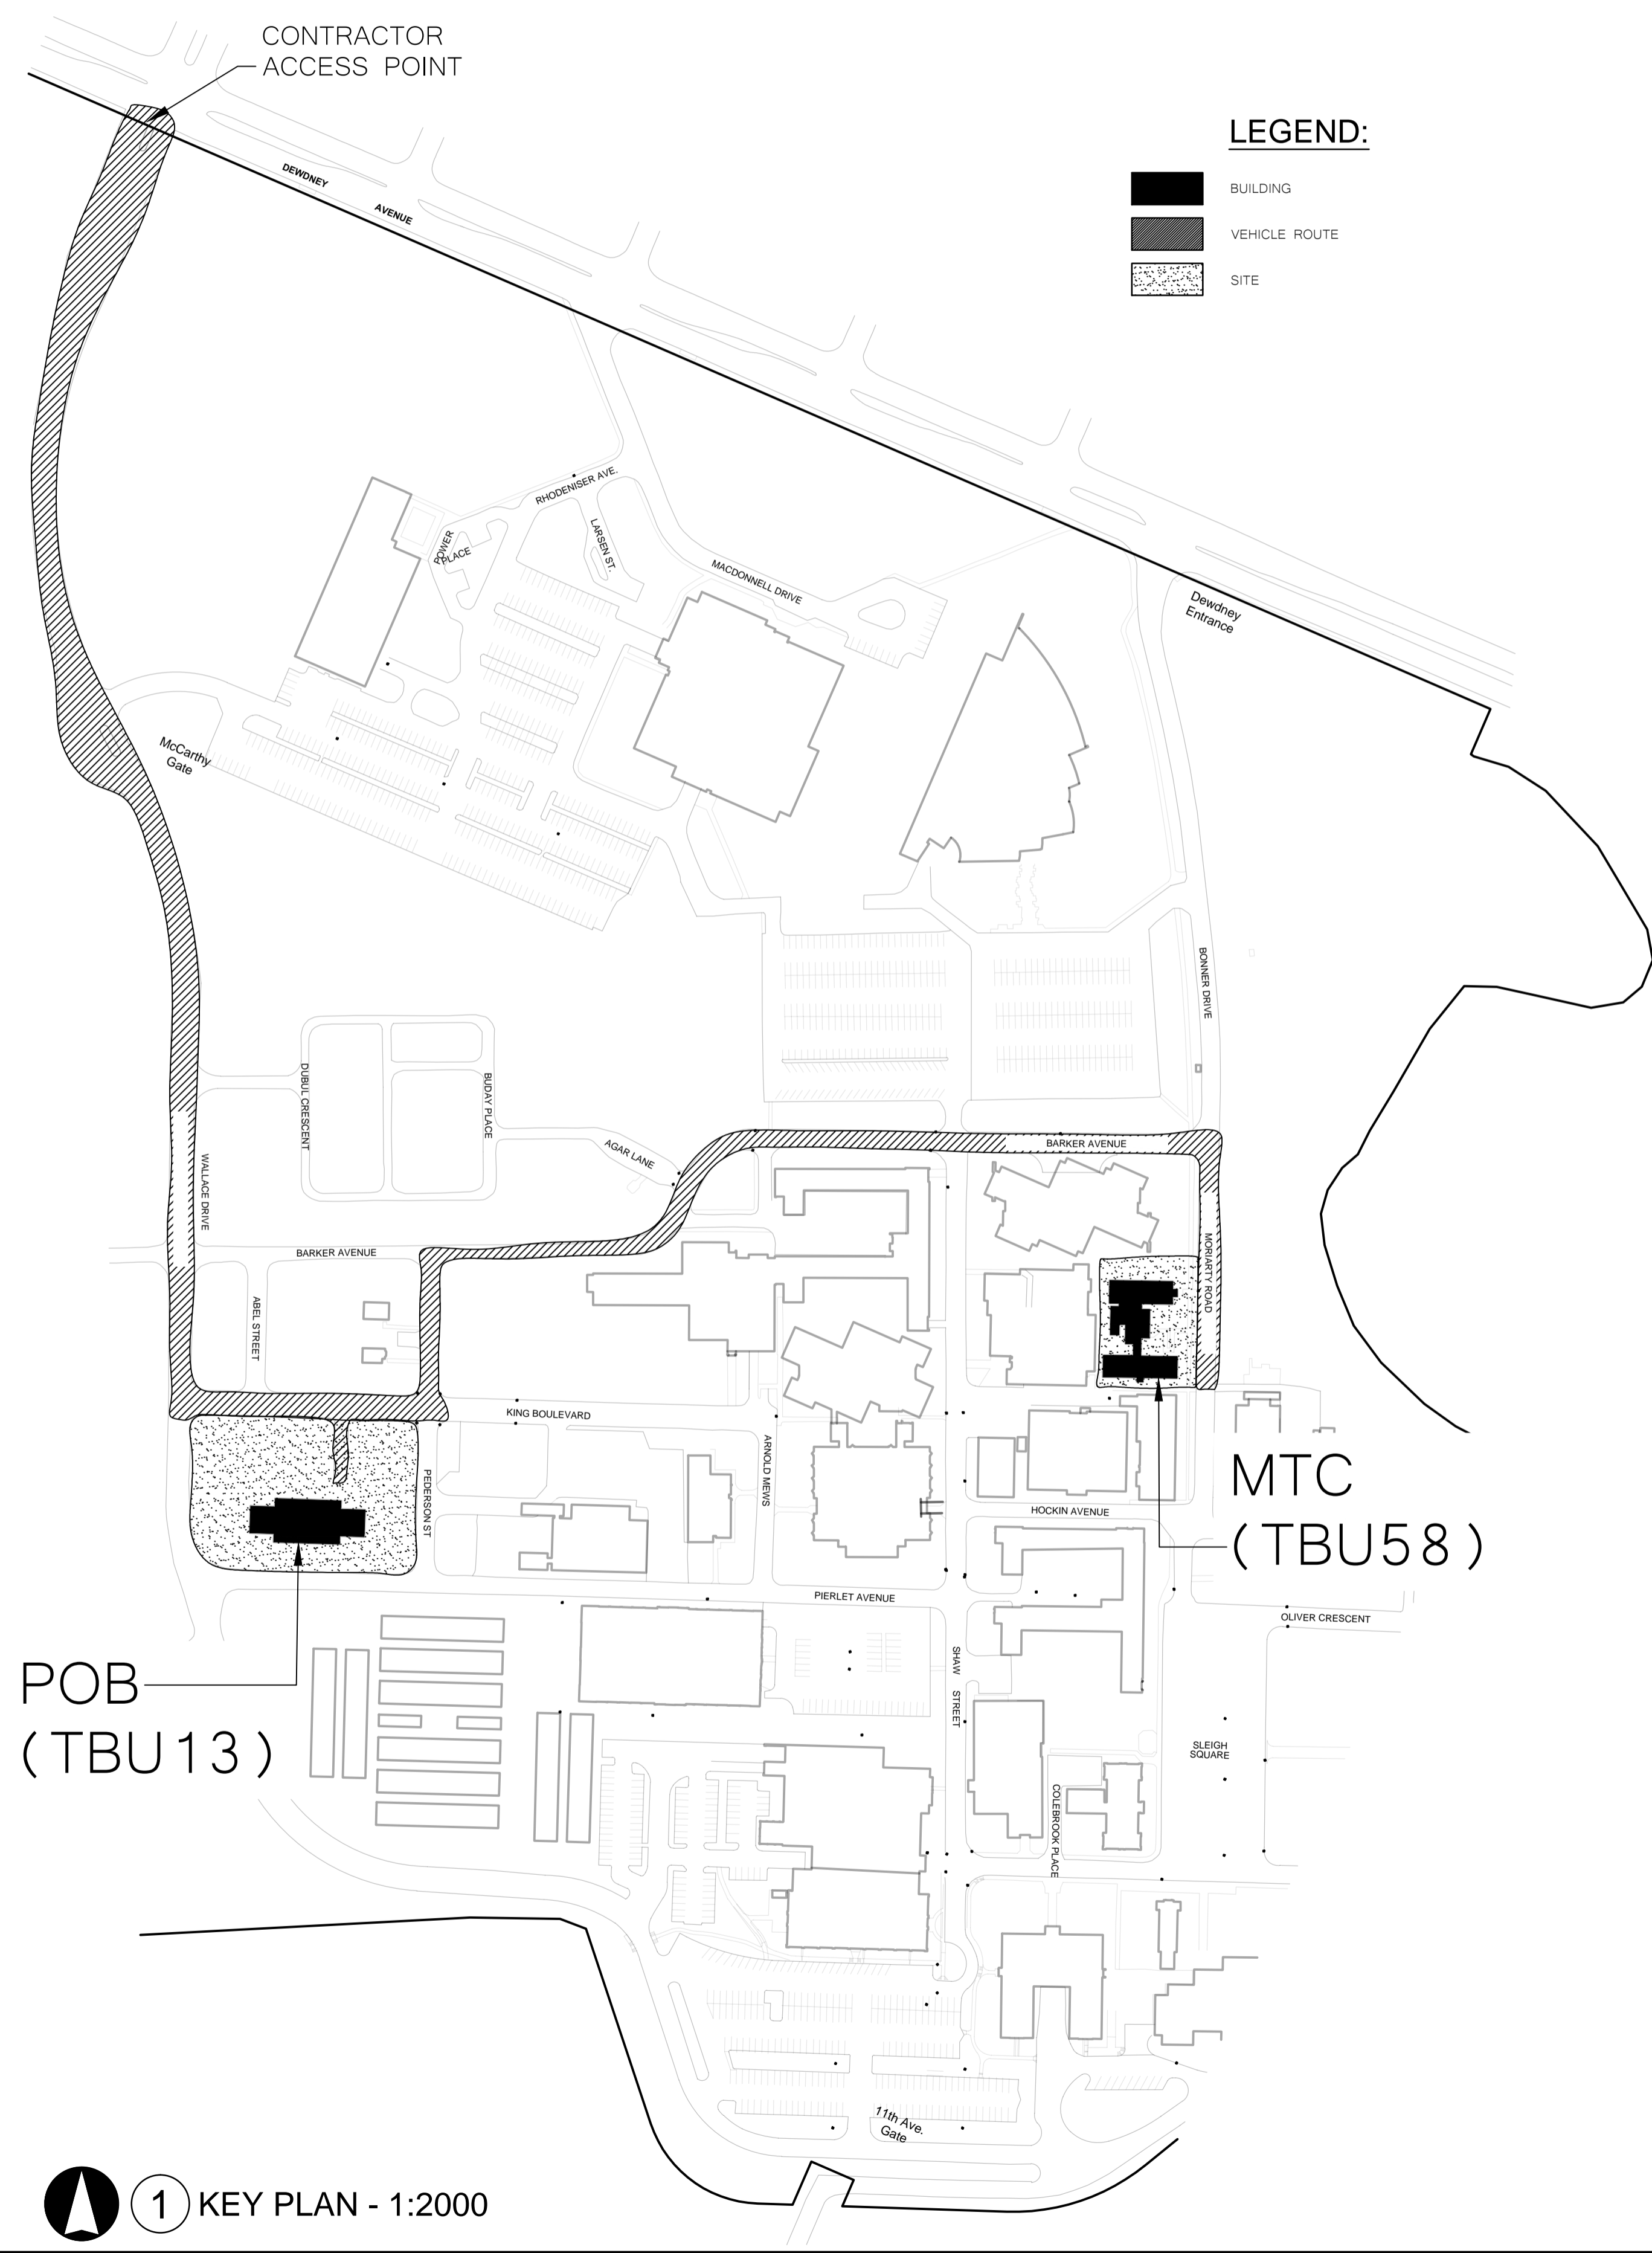 CONTRACTOR
ACCESS POINT
LEGEND:
BUILDING
VEHICLE ROUTE
SITE
DEWDNEY
AVENUE
RHODENISER AVE.
LARSEN ST.
POWER
PLACE
MACDONNELL DRIVE
Dewdney
Entrance
McCarthy
Gate
BONNER DRIVE
DUBUL CRESCENT
BUDAY PLACE
AGAR LANE
BARKER AVENUE
WALLACE DRIVE
BARKER AVENUE
MORIARTY ROAD
ABEL STREET
KING BOULEVARD
ARNOLD MEWS
PEDERSON ST
MTC
(TBU58)
HOCKIN AVENUE
PIERLET AVENUE
OLIVER CRESCENT
POB
(TBU13)
SHAW STREET
SLEIGH
SQUARE
COLEBROOK PLACE
11th Ave.
Gate
1 KEY PLAN - 1:2000